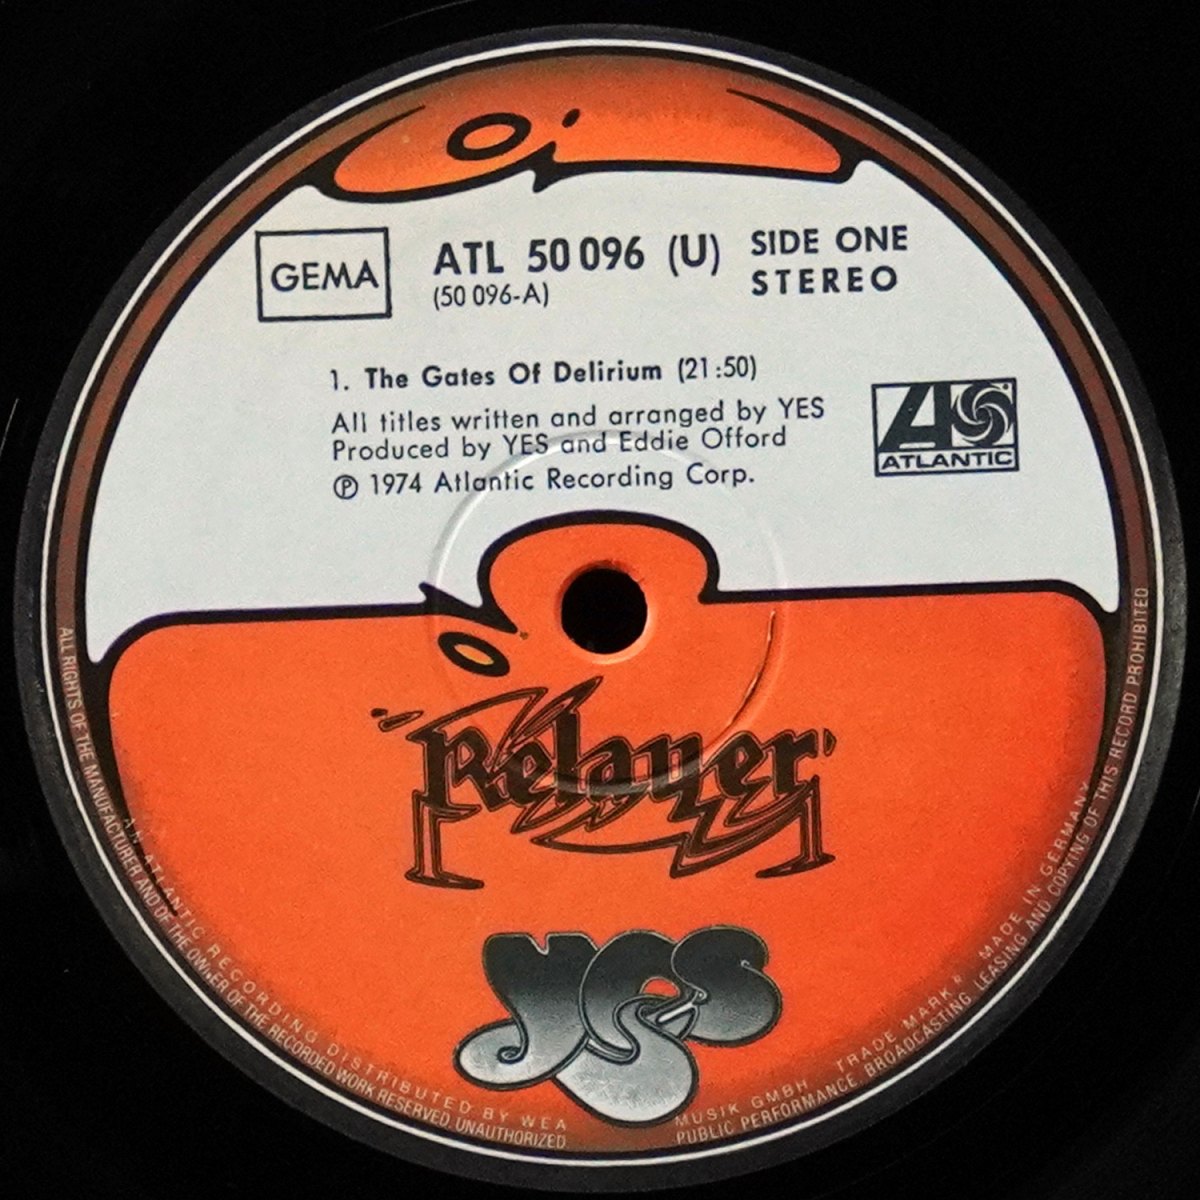 GEMA
ATL 50 096 (U)
(50 096-A)
SIDE ONE
STEREO
1. The Gates Of Delirium (21:50)
All titles written and arranged by YES
Produced by YES and Eddie Offord
℗ 1974 Atlantic Recording Corp.
ATLANTIC
Relayer
yes
AN ATLANTIC RECORDING DISTRIBUTED BY WEA MUSIK GMBH TRADE MARK ® MADE IN GERMANY
ALL RIGHTS OF THE MANUFACTURER AND OF THE OWNER OF THE RECORDED WORK RESERVED. UNAUTHORIZED PUBLIC PERFORMANCE, BROADCASTING, LEASING AND COPYING OF THIS RECORD PROHIBITED